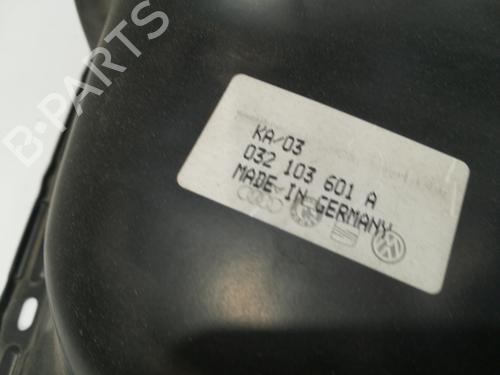 B-PARTS
KA/03
032 103 601 A
MADE IN GERMANY